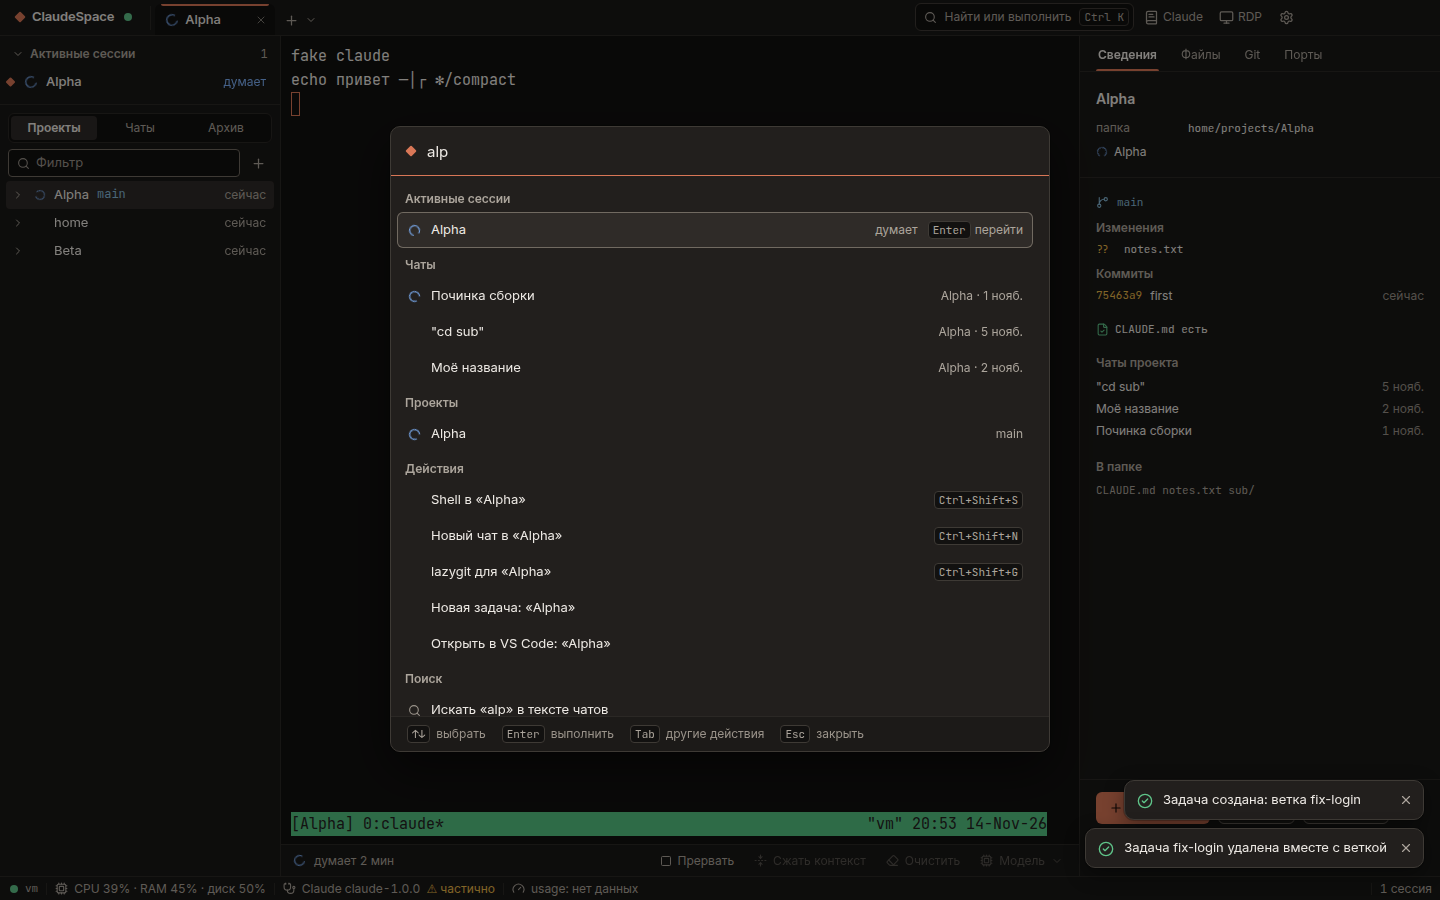 ClaudeSpace
Alpha
Найти или выполнить Ctrl K
Claude
RDP
Активные сессии 1
Alpha думает
Проекты Чаты Архив
Фильтр
Alpha main сейчас
home сейчас
Beta сейчас
fake claude
echo привет —|┌ ✻/compact
alp
Активные сессии
Alpha думает Enter перейти
Чаты
Починка сборки Alpha · 1 нояб.
"cd sub" Alpha · 5 нояб.
Моё название Alpha · 2 нояб.
Проекты
Alpha main
Действия
Shell в «Alpha» Ctrl+Shift+S
Новый чат в «Alpha» Ctrl+Shift+N
lazygit для «Alpha» Ctrl+Shift+G
Новая задача: «Alpha»
Открыть в VS Code: «Alpha»
Поиск
Искать «alp» в тексте чатов
↑↓ выбрать Enter выполнить Tab другие действия Esc закрыть
[Alpha] 0:claude* "vm" 20:53 14-Nov-26
думает 2 мин
Прервать
Сжать контекст
Очистить
Модель
Сведения Файлы Git Порты
Alpha
папка home/projects/Alpha
Alpha
main
Изменения
?? notes.txt
Коммиты
75463a9 first сейчас
CLAUDE.md есть
Чаты проекта
"cd sub" 5 нояб.
Моё название 2 нояб.
Починка сборки 1 нояб.
В папке
CLAUDE.md notes.txt sub/
Задача создана: ветка fix-login
Задача fix-login удалена вместе с веткой
vm
CPU 39% · RAM 45% · диск 50%
Claude claude-1.0.0 ⚠ частично
usage: нет данных
1 сессия